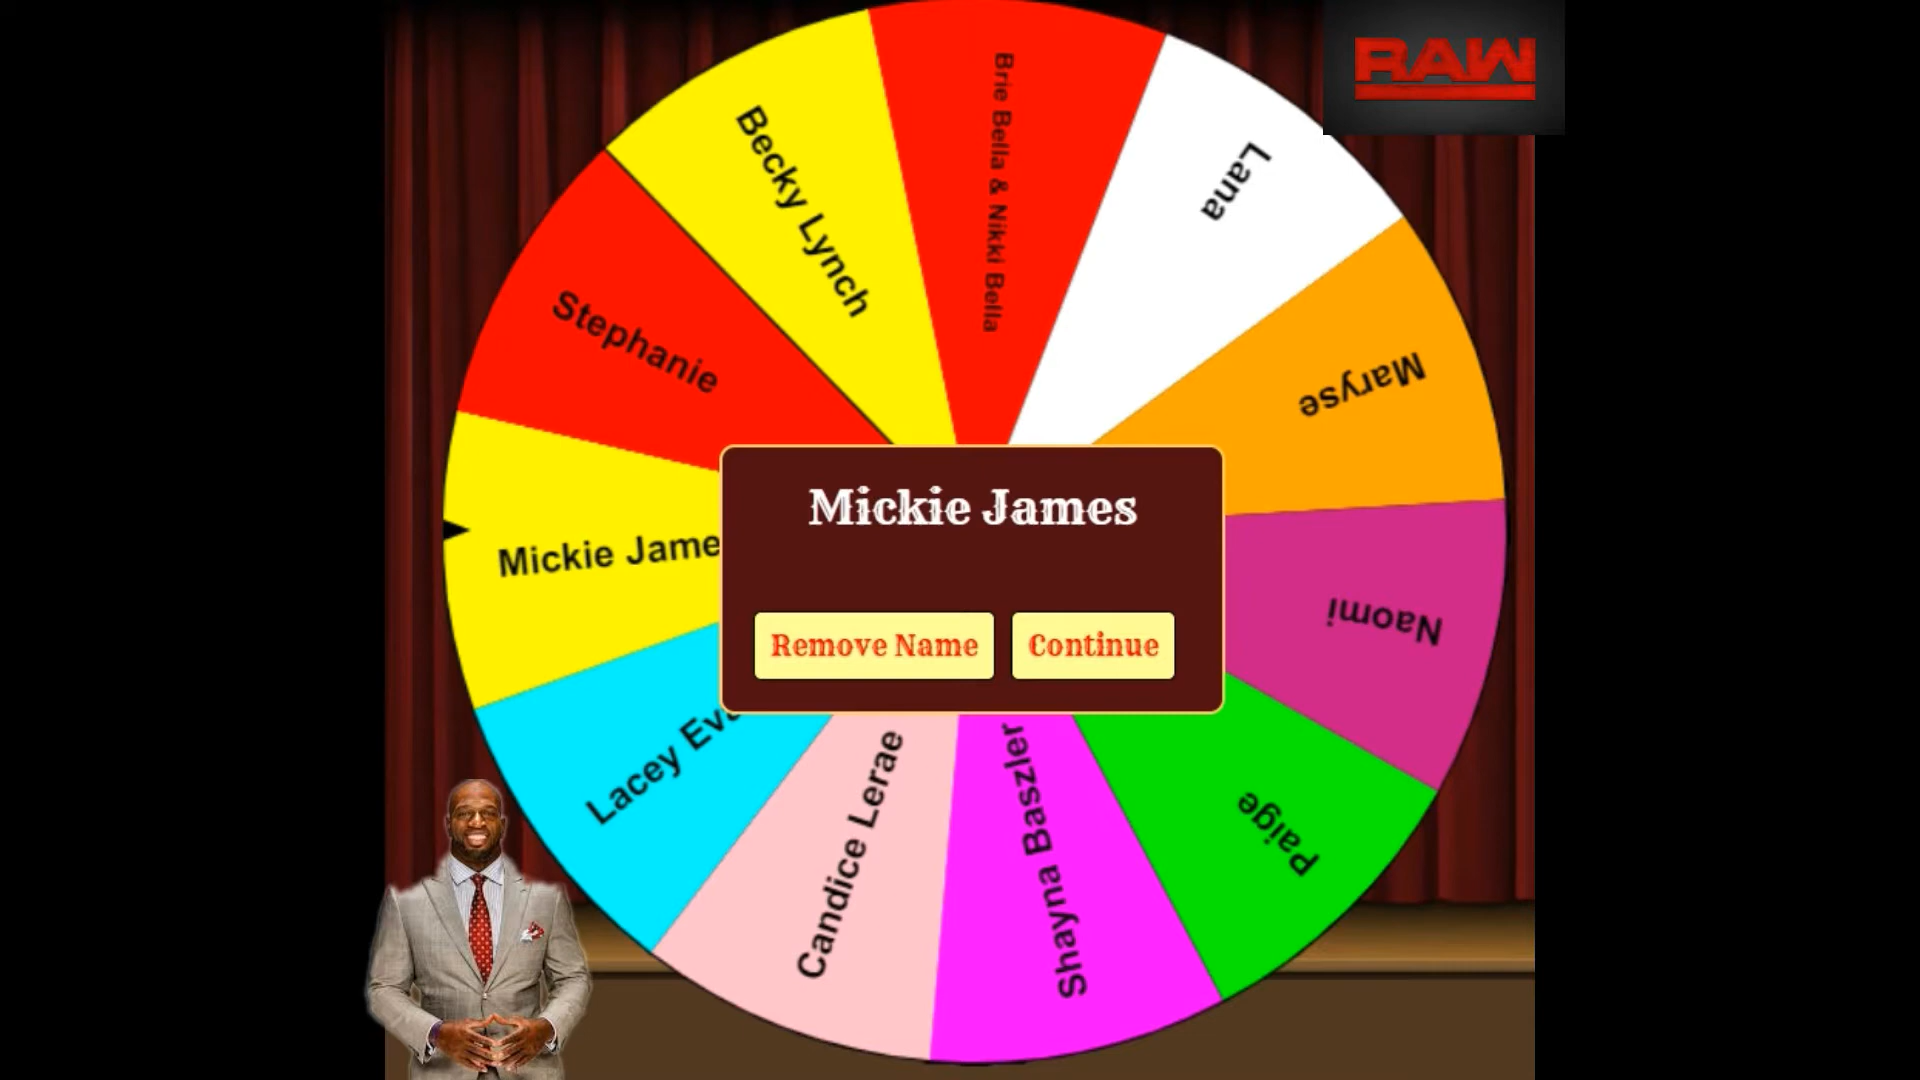 RAW
Brie Bella & Nikki Bella
Lana
Becky Lynch
Maryse
Stephanie
Mickie James
Mickie Jame
Naomi
Remove Name
Continue
Lacey Eva
Candice Lerae
Shayna Baszler
Paige